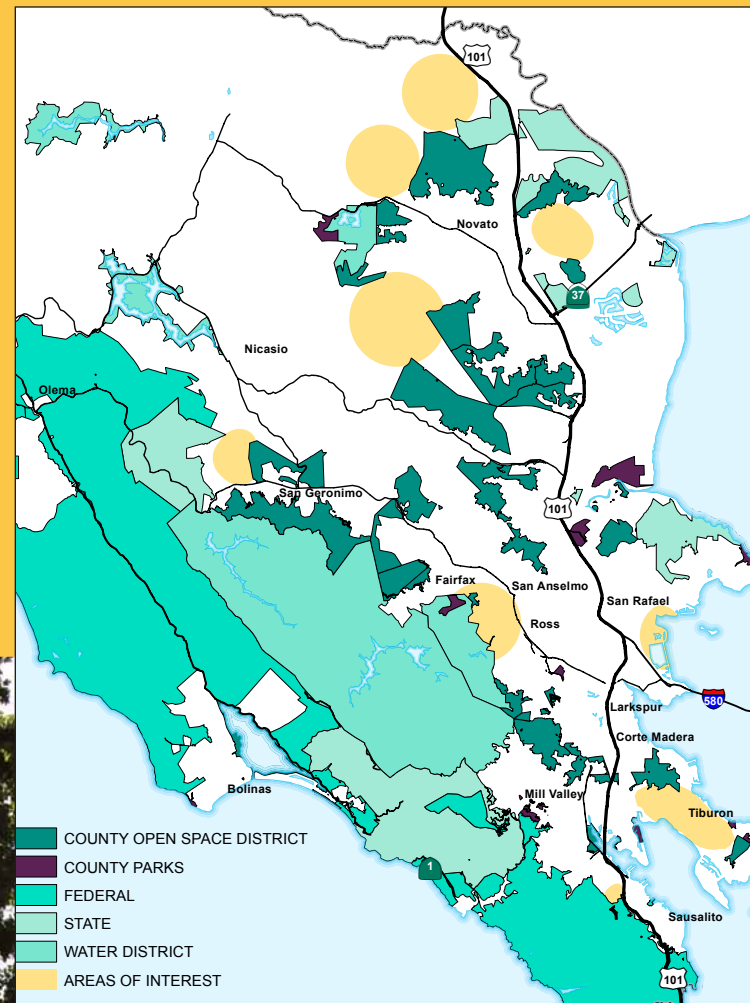 101
Novato
37
Nicasio
Olema
San Geronimo
101
Fairfax
San Anselmo
San Rafael
Ross
580
Larkspur
Corte Madera
Bolinas
Mill Valley
Tiburon
1
Sausalito
101
COUNTY OPEN SPACE DISTRICT
COUNTY PARKS
FEDERAL
STATE
WATER DISTRICT
AREAS OF INTEREST